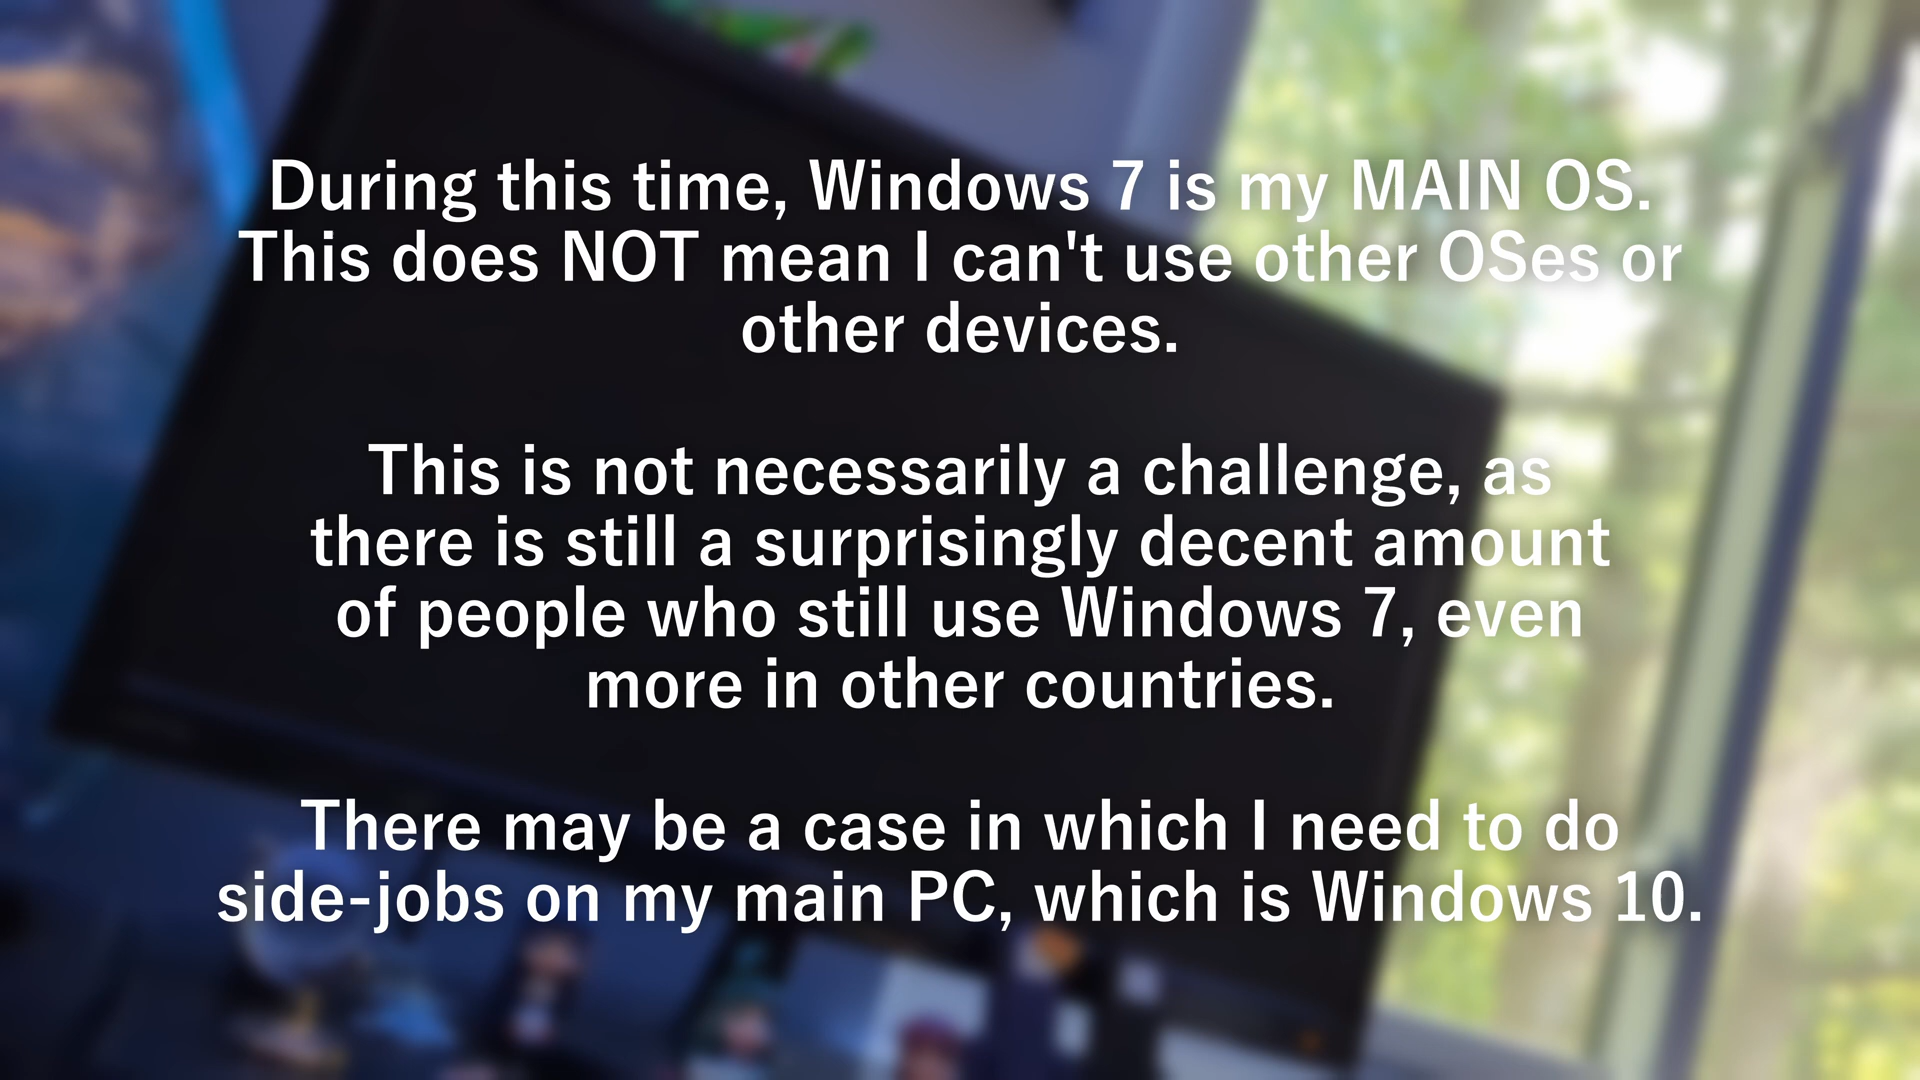 During this time, Windows 7 is my MAIN OS.
This does NOT mean I can't use other OSes or
other devices.
This is not necessarily a challenge, as
there is still a surprisingly decent amount
of people who still use Windows 7, even
more in other countries.
There may be a case in which I need to do
side-jobs on my main PC, which is Windows 10.